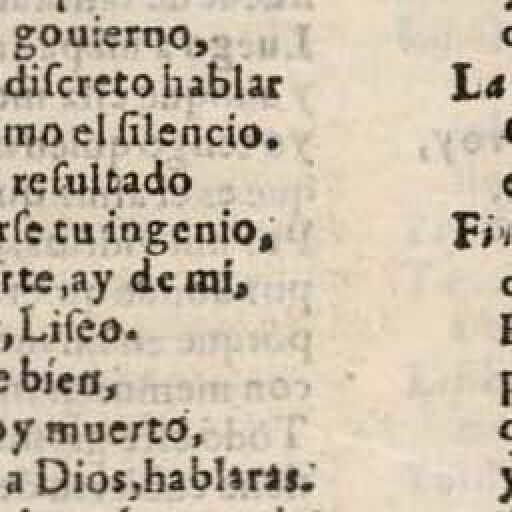 gouierno,
diſcreto hablar
mo el ſilencio.
reſultado
rſe tu ingenio,
rte, ay de mi,
, Liſeo.
e bien,
oy muerto,
a Dios, hablaras.
La